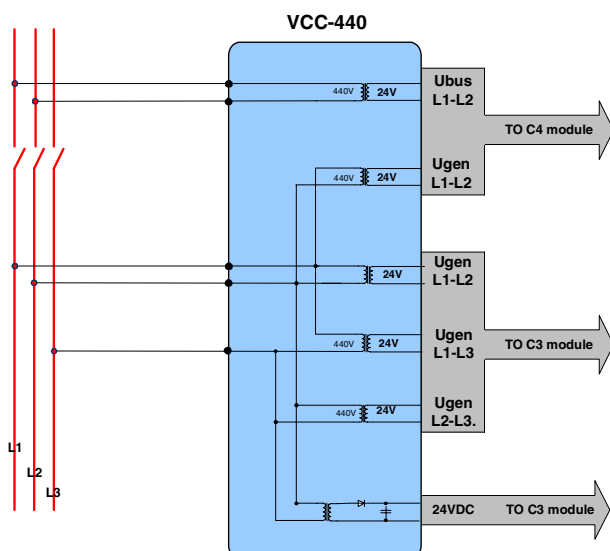 VCC-440
440V
24V
Ubus
L1-L2
TO C4 module
440V
24V
Ugen
L1-L2
24V
Ugen
L1-L2
440V
24V
Ugen
L1-L3
TO C3 module
440V
24V
Ugen
L2-L3.
L1
L2
L3
24VDC
TO C3 module